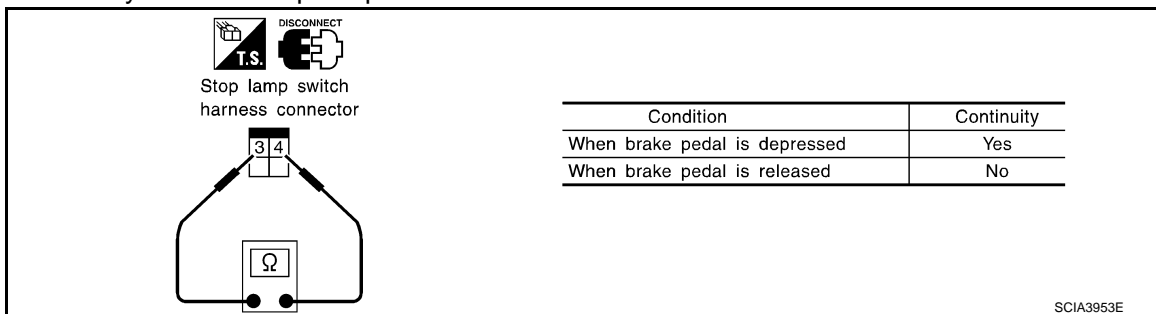 DISCONNECT
T.S.
Stop lamp switch
harness connector
3 4
Ω
Condition Continuity
When brake pedal is depressed Yes
When brake pedal is released No
SCIA3953E